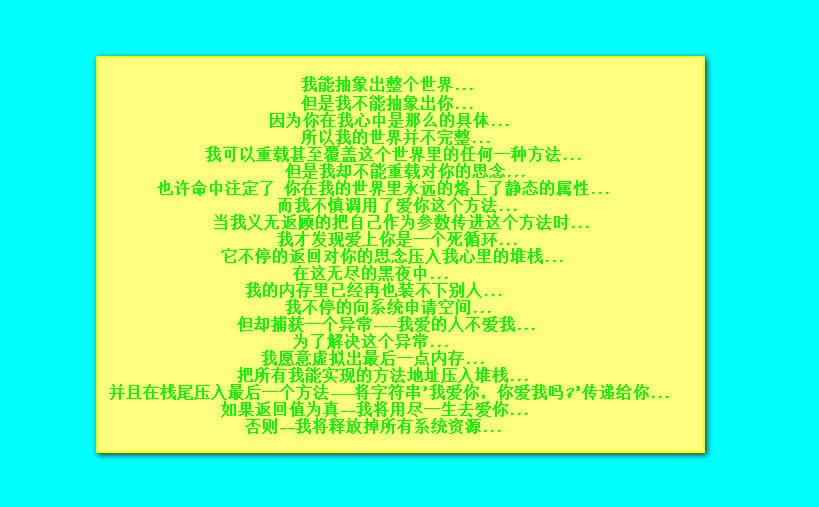 我能抽象出整个世界...
但是我不能抽象出你...
因为你在我心中是那么的具体...
所以我的世界并不完整...
我可以重载甚至覆盖这个世界里的任何一种方法...
但是我却不能重载对你的思念...
也许命中注定了 你在我的世界里永远的烙上了静态的属性...
而我不慎调用了爱你这个方法...
当我义无返顾的把自己作为参数传进这个方法时...
我才发现爱上你是一个死循环...
它不停的返回对你的思念压入我心里的堆栈...
在这无尽的黑夜中...
我的内存里已经再也装不下别人...
我不停的向系统申请空间...
但却捕获一个异常---我爱的人不爱我...
为了解决这个异常...
我愿意虚拟出最后一点内存...
把所有我能实现的方法地址压入堆栈...
并且在栈尾压入最后一个方法---将字符串'我爱你，你爱我吗?'传递给你...
如果返回值为真--我将用尽一生去爱你...
否则--我将释放掉所有系统资源...